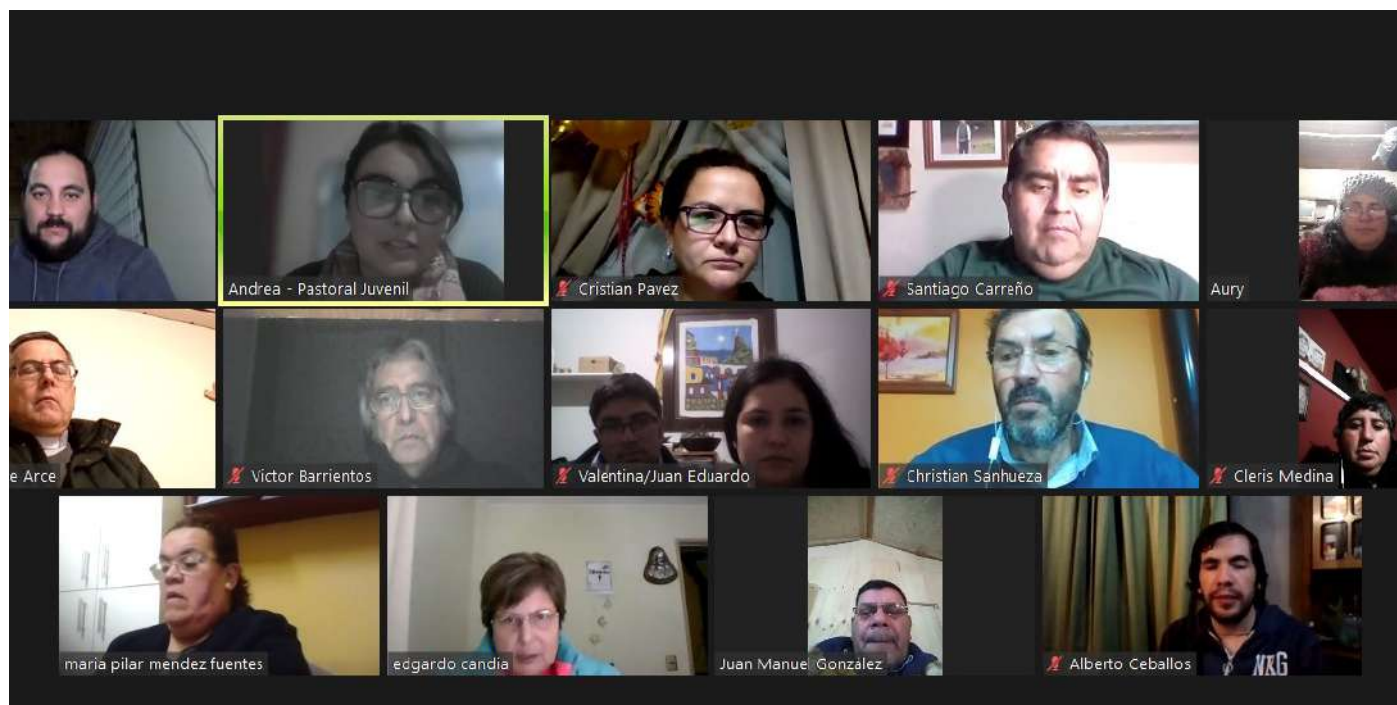 Andrea - Pastoral Juvenil
Cristian Pavez
Santiago Carreño
Aury
e Arce
Victor Barrientos
Valentina/Juan Eduardo
Christian Sanhueza
Cleris Medina
maria pilar mendez fuentes
edgardo candia
Juan Manuel González
Alberto Ceballos
NRG